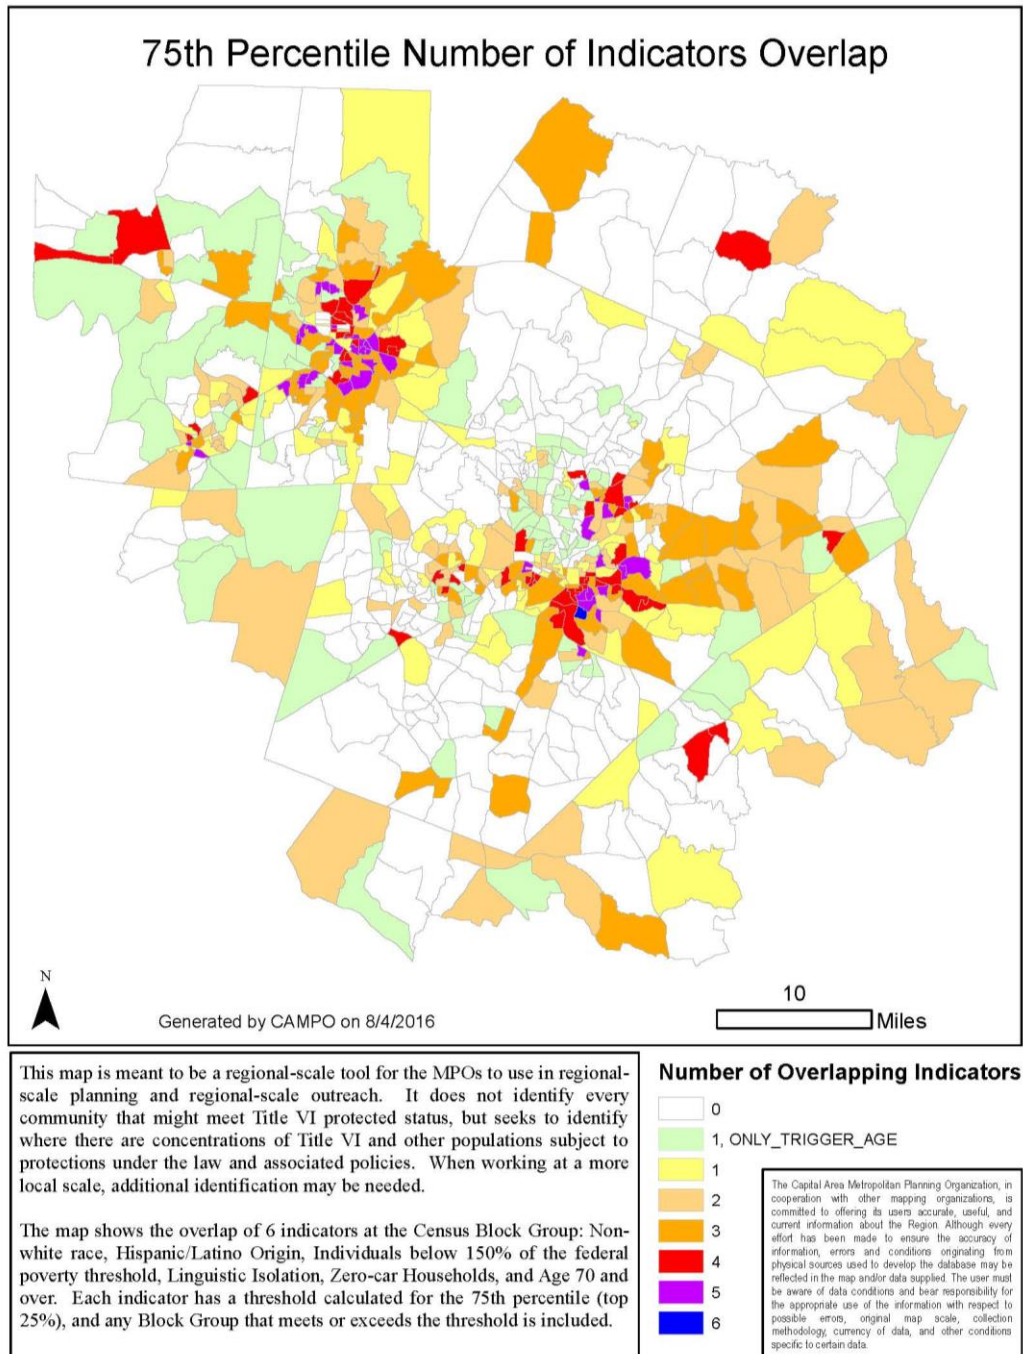 75th Percentile Number of Indicators Overlap
N
Generated by CAMPO on 8/4/2016
10
Miles
This map is meant to be a regional-scale tool for the MPOs to use in regional-
scale planning and regional-scale outreach. It does not identify every
community that might meet Title VI protected status, but seeks to identify
where there are concentrations of Title VI and other populations subject to
protections under the law and associated policies. When working at a more
local scale, additional identification may be needed.
The map shows the overlap of 6 indicators at the Census Block Group: Non-
white race, Hispanic/Latino Origin, Individuals below 150% of the federal
poverty threshold, Linguistic Isolation, Zero-car Households, and Age 70 and
over. Each indicator has a threshold calculated for the 75th percentile (top
25%), and any Block Group that meets or exceeds the threshold is included.
Number of Overlapping Indicators
0
1, ONLY_TRIGGER_AGE
1
2
3
4
5
6
The Capital Area Metropolitan Planning Organization, in
cooperation with other mapping organizations, is
committed to offering its users accurate, useful, and
current information about the Region. Although every
effort has been made to ensure the accuracy of
information, errors and conditions originating from
physical sources used to develop the database may be
reflected in the map and/or data supplied. The user must
be aware of data conditions and bear responsibility for
the appropriate use of the information with respect to
possible errors, original map scale, collection
methodology, currency of data, and other conditions
specific to certain data.